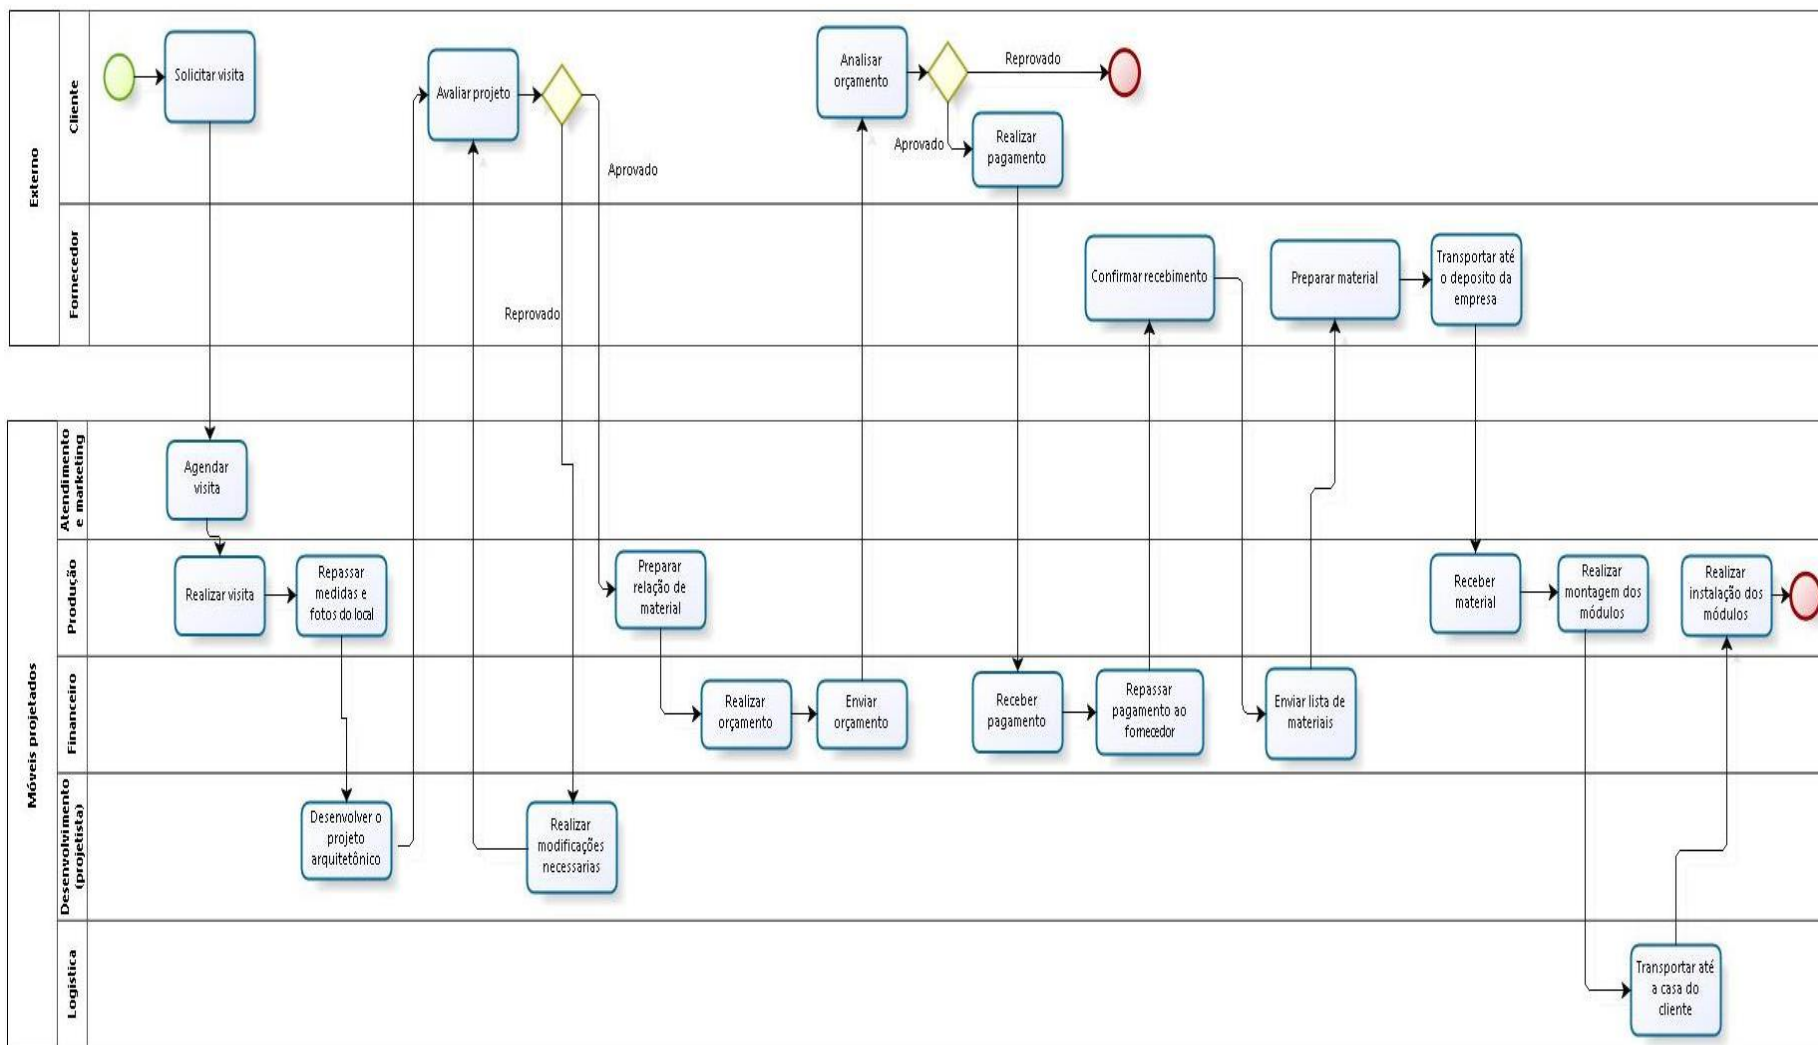 Externo
Cliente
Solicitar visita
Avaliar projeto
Aprovado
Reprovado
Analisar
orçamento
Reprovado
Aprovado
Realizar
pagamento
Fornecedor
Confirmar recebimento
Preparar material
Transportar até
o deposito da
empresa
Móveis projetados
Atendimento
e marketing
Agendar
visita
Produção
Realizar visita
Repassar
medidas e
fotos do local
Preparar
relação de
material
Receber
material
Realizar
montagem dos
módulos
Realizar
instalação dos
módulos
Financeiro
Realizar
orçamento
Enviar
orçamento
Receber
pagamento
Repassar
pagamento ao
fornecedor
Enviar lista de
materiais
Desenvolvimento
(projetista)
Desenvolver o
projeto
arquitetônico
Realizar
modificações
necessarias
Logística
Transportar até
a casa do
cliente